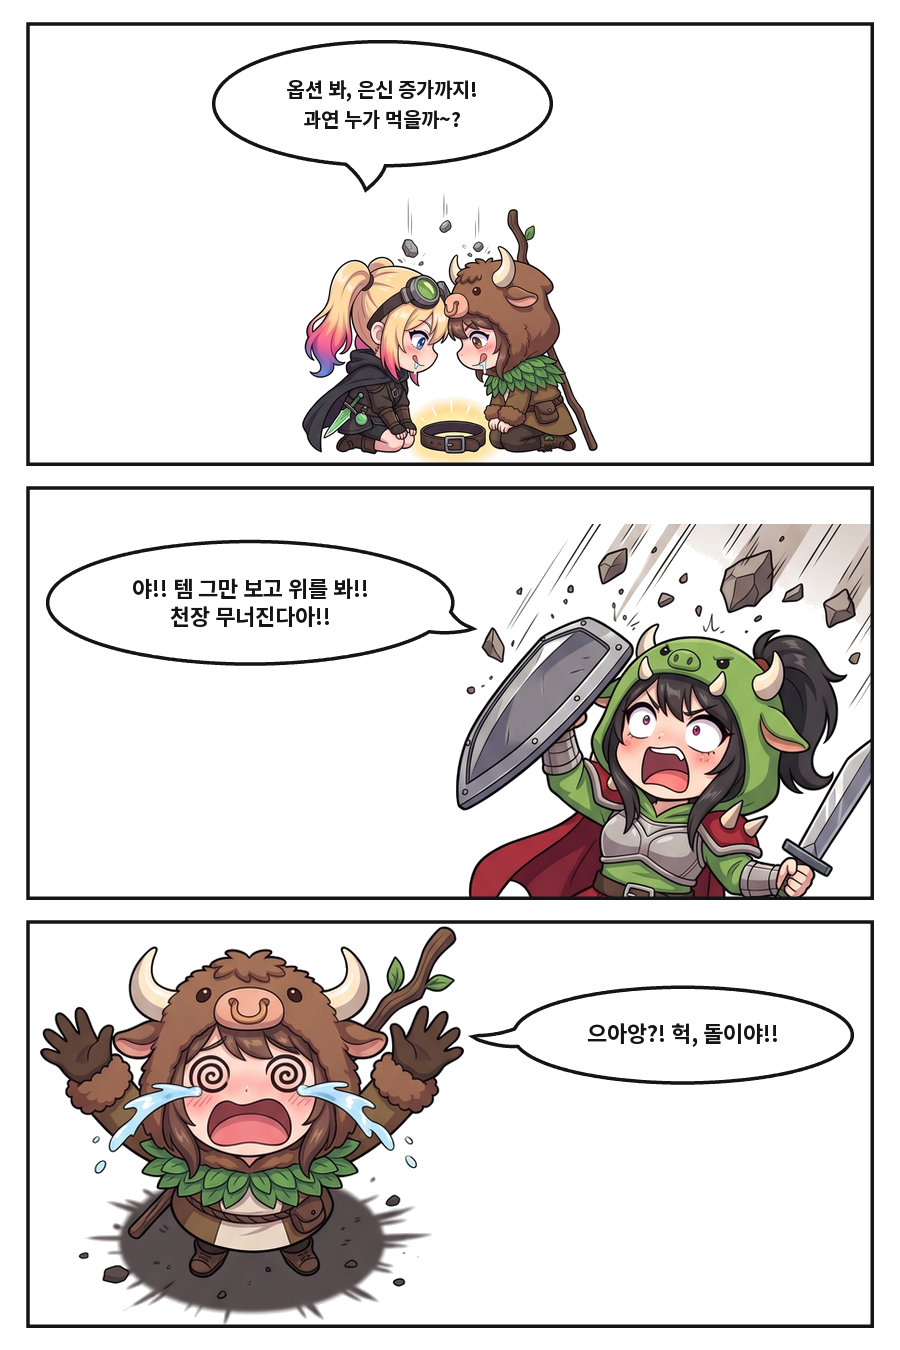 옵션 봐, 은신 증가까지!
과연 누가 먹을까~?
야!! 템 그만 보고 위를 봐!!
천장 무너진다아!!
으아앙?! 헉, 돌이야!!